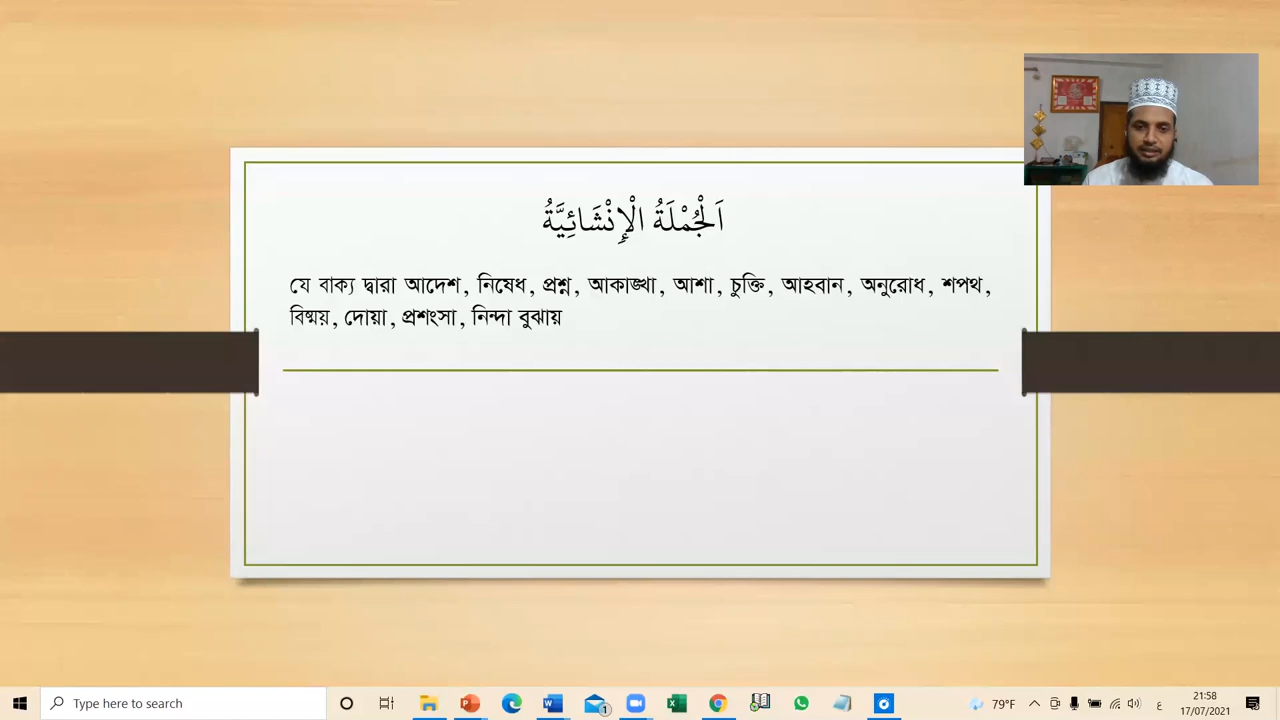 اَلْجُمْلَةُ الْإِنْشَائِيَّةُ
যে বাক্য দ্বারা আদেশ, নিষেধ, প্রশ্ন, আকাঙ্খা, আশা, চুক্তি, আহবান, অনুরোধ, শপথ,
বিষ্ময়, দোয়া, প্রশংসা, নিন্দা বুঝায়
Type here to search
1
79°F
ع
21:58
17/07/2021